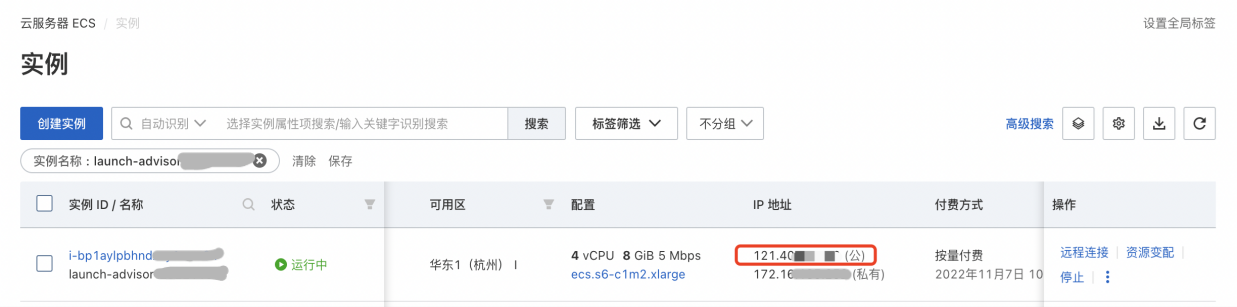 云服务器 ECS / 实例
设置全局标签
实例
创建实例
自动识别
选择实例属性项搜索/输入关键字识别搜索
搜索
标签筛选
不分组
高级搜索
实例名称：launch-advisor
清除
保存
实例 ID / 名称
状态
可用区
配置
IP 地址
付费方式
操作
i-bp1aylpbhnd
launch-advisor
运行中
华东1（杭州） I
4 vCPU 8 GiB 5 Mbps
ecs.s6-c1m2.xlarge
121.40 (公)
172.16 (私有)
按量付费
2022年11月7日 10
远程连接
资源变配
停止